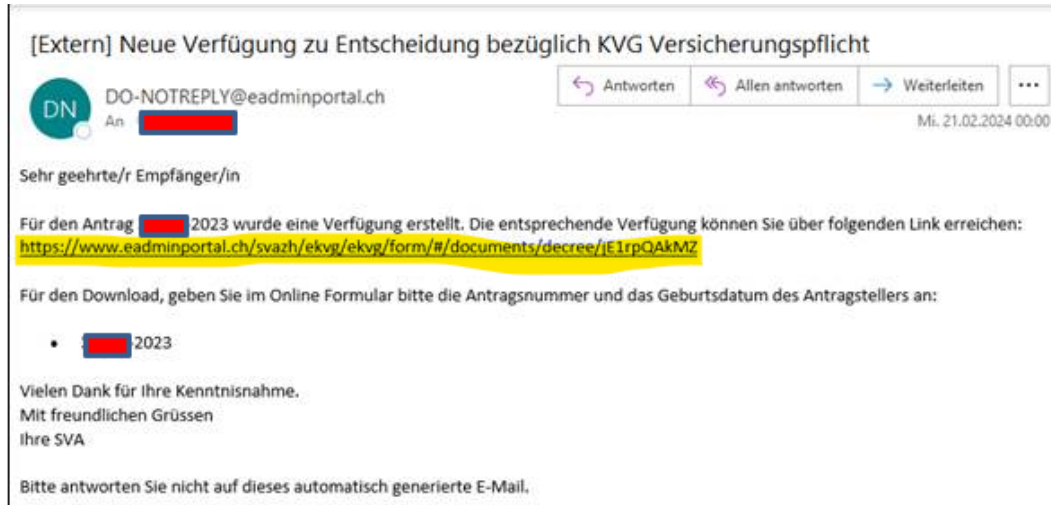 [Extern] Neue Verfügung zu Entscheidung bezüglich KVG Versicherungspflicht
DN
DO-NOTREPLY@eadminportal.ch
An
Antworten
Allen antworten
Weiterleiten
...
Mi. 21.02.2024 00:00
Sehr geehrte/r Empfänger/in
Für den Antrag 2023 wurde eine Verfügung erstellt. Die entsprechende Verfügung können Sie über folgenden Link erreichen:
https://www.eadminportal.ch/svazh/ekvg/ekvg/form/#/documents/decree/jE1rpQAkMZ
Für den Download, geben Sie im Online Formular bitte die Antragsnummer und das Geburtsdatum des Antragstellers an:
• -2023
Vielen Dank für Ihre Kenntnisnahme.
Mit freundlichen Grüssen
Ihre SVA
Bitte antworten Sie nicht auf dieses automatisch generierte E-Mail.